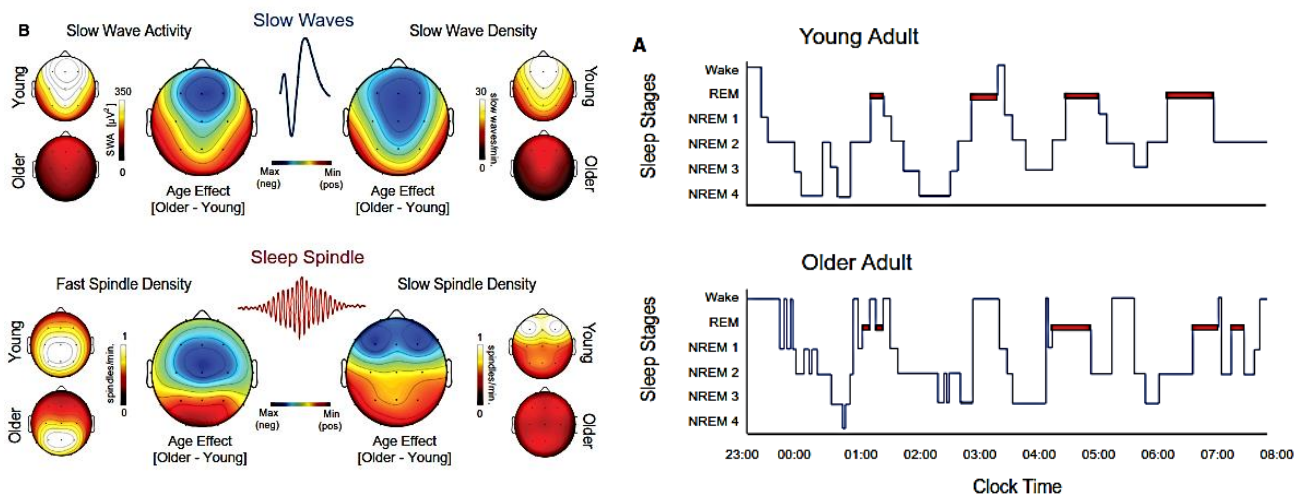 B
Slow Waves
Slow Wave Activity
Slow Wave Density
Young
Older
350
SWA [μV²]
0
Max
(neg)
Min
(pos)
Age Effect
[Older - Young]
Age Effect
[Older - Young]
30
slow waves/min.
0
Young
Older
Sleep Spindle
Fast Spindle Density
Slow Spindle Density
Young
Older
1
spindles/min.
0
Max
(neg)
Min
(pos)
Age Effect
[Older - Young]
Age Effect
[Older - Young]
1
spindles/min.
0
Young
Older
A
Young Adult
Sleep Stages
Wake
REM
NREM 1
NREM 2
NREM 3
NREM 4
Older Adult
Sleep Stages
Wake
REM
NREM 1
NREM 2
NREM 3
NREM 4
23:00 00:00 01:00 02:00 03:00 04:00 05:00 06:00 07:00 08:00
Clock Time